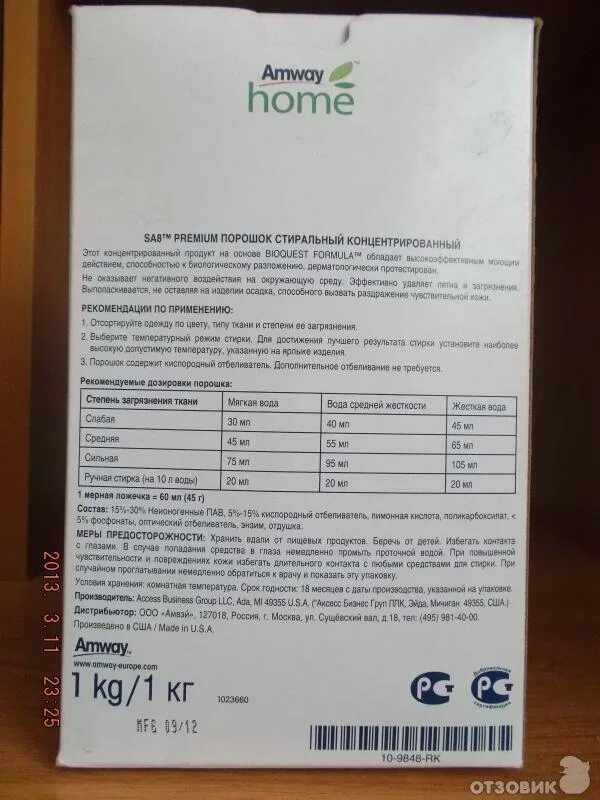 Amway
home
SA8™ PREMIUM ПОРОШОК СТИРАЛЬНЫЙ КОНЦЕНТРИРОВАННЫЙ
Этот концентрированный продукт на основе BIOQUEST FORMULA™ обладает высокоэффективным моющим
действием, способностью к биологическому разложению, дерматологически протестирован.
Не оказывает негативного воздействия на окружающую среду. Эффективно удаляет пятна и загрязнения.
Выполаскивается, не оставляя на изделии осадка, способного вызвать раздражение чувствительной кожи.
РЕКОМЕНДАЦИИ ПО ПРИМЕНЕНИЮ:
1. Отсортируйте одежду по цвету, типу ткани и степени ее загрязнения.
2. Выберите температурный режим стирки. Для достижения лучшего результата стирки установите наиболее
высокую допустимую температуру, указанную на ярлыке изделия.
3. Порошок содержит кислородный отбеливатель. Дополнительное отбеливание не требуется.
Рекомендуемые дозировки порошка:
Степень загрязнения ткани Мягкая вода Вода средней жесткости Жесткая вода
Слабая 30 мл 40 мл 45 мл
Средняя 45 мл 55 мл 65 мл
Сильная 75 мл 95 мл 105 мл
Ручная стирка (на 10 л воды) 20 мл 20 мл 20 мл
1 мерная ложечка = 60 мл (45 г)
Состав: 15%-30% Неионогенные ПАВ, 5%-15% кислородный отбеливатель, лимонная кислота, поликарбоксилат, <
5% фосфонаты, оптический отбеливатель, энзим, отдушка.
МЕРЫ ПРЕДОСТОРОЖНОСТИ: Хранить вдали от пищевых продуктов. Беречь от детей. Избегать контакта
с глазами. В случае попадания средства в глаза немедленно промыть проточной водой. При повышенной
чувствительности и повреждениях кожи избегать длительного контакта с любыми средствами для стирки. При
случайном проглатывании немедленно обратиться к врачу и показать эту упаковку.
Условия хранения: комнатная температура. Срок годности: 18 месяцев с даты производства, указанной на упаковке.
Производитель: Access Business Group LLC, Ada, MI 49355 U.S.A. ("Аксесс Бизнес Груп ЛЛК, Эйда, Мичиган 49355, США)
Дистрибьютор: ООО «Амвэй», 127018, Россия, г. Москва, ул. Сущёвский вал, д.18, тел: (495) 981-40-00.
Произведено в США / Made in U.S.A.
Amway™
www.amway-europe.com
1 kg/1 кг
1023660
MFG 09/12
РСТ
Добровольная
РСТ
сертификация
10-9848-RK
2013. 3.11 23:25
ОТЗОВИК